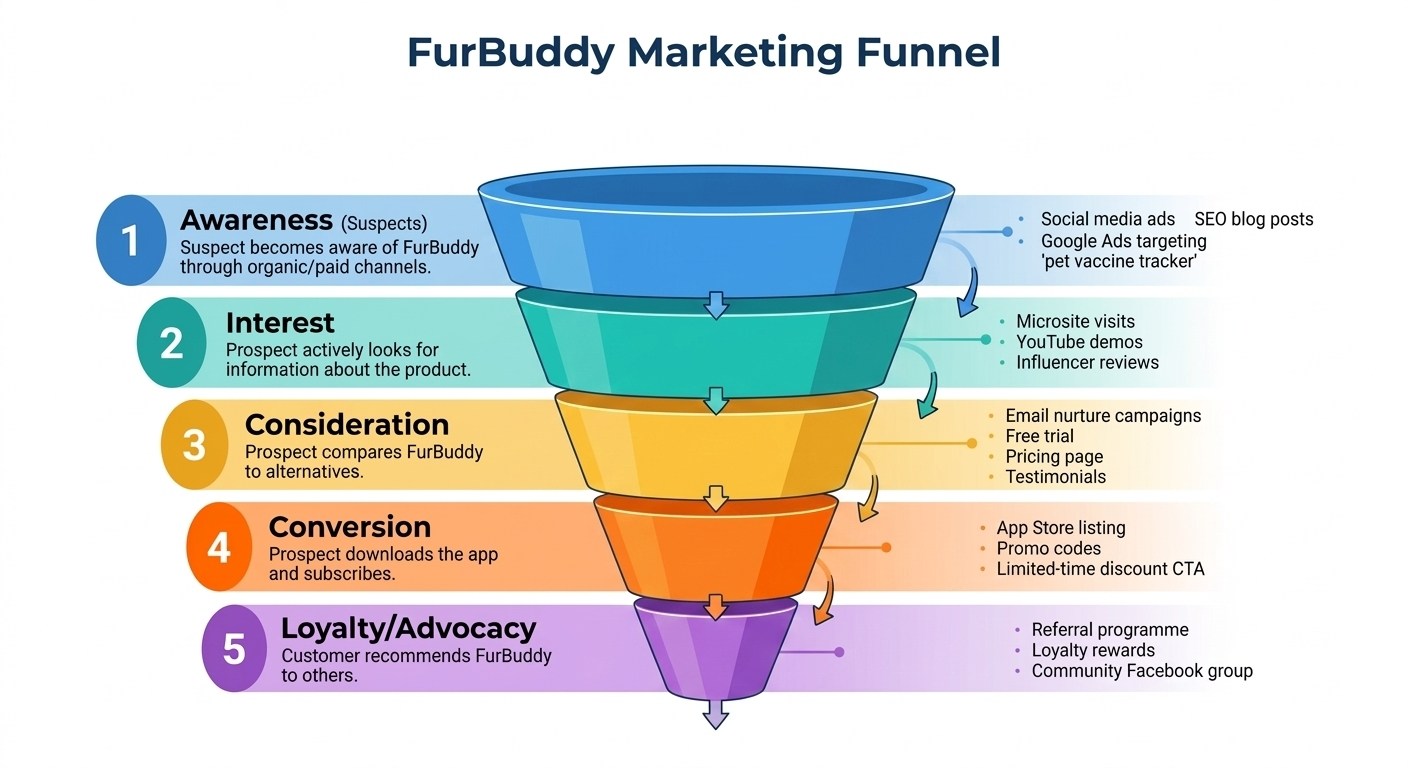 FurBuddy Marketing Funnel
1
Awareness (Suspects)
Suspect becomes aware of FurBuddy
through organic/paid channels.
• Social media ads SEO blog posts
• Google Ads targeting
'pet vaccine tracker'
2
Interest
Prospect actively looks for
information about the product.
• Microsite visits
• YouTube demos
• Influencer reviews
3
Consideration
Prospect compares FurBuddy
to alternatives.
• Email nurture campaigns
• Free trial
• Pricing page
• Testimonials
4
Conversion
Prospect downloads the app
and subscribes.
• App Store listing
• Promo codes
• Limited-time discount CTA
5
Loyalty/Advocacy
Customer recommends FurBuddy
to others.
• Referral programme
• Loyalty rewards
• Community Facebook group